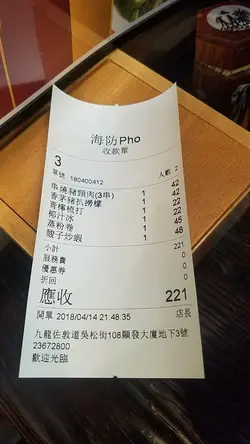 海防Pho
收款單
3
單號: 180400412 人數 2
串燒豬頸肉(3串) 1 42
香茅豬扒撈檬 1 42
青檸梳打 1 22
椰汁冰 1 22
蒸粉卷 1 45
餿子炒蜆 1 48
小計 221
服務費 0
優惠券 0
折回 0
應收 221
開單 2018/04/14 21:48:35 店長
九龍佐敦道吳松街108顯發大廈地下3號
23672800
歡迎光臨